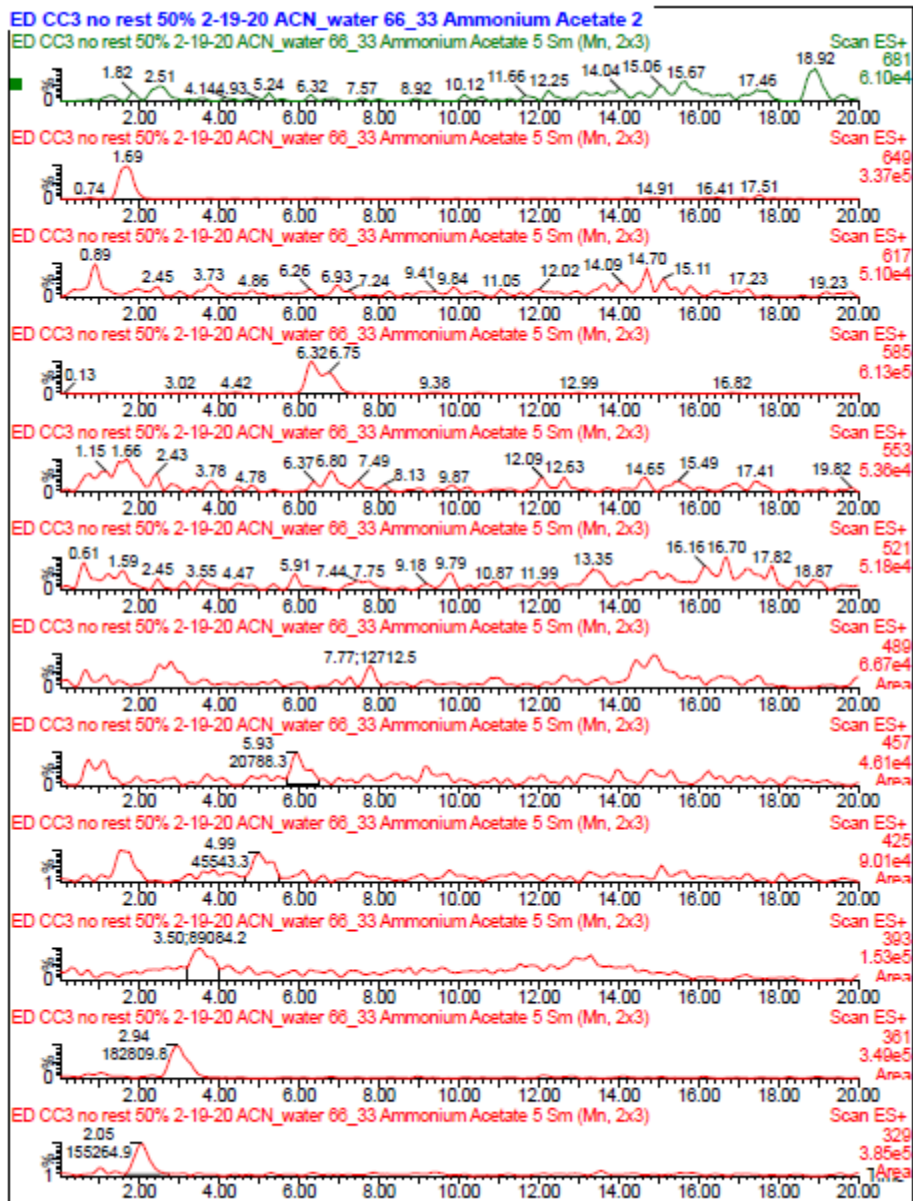 ED CC3 no rest 50% 2-19-20 ACN_water 66_33 Ammonium Acetate 2
ED CC3 no rest 50% 2-19-20 ACN_water 66_33 Ammonium Acetate 5 Sm (Mn, 2x3) Scan ES+
681
6.10e4
1.82 2.51 4.14 4.93 5.24 6.32 7.57 8.92 10.12 11.66 12.25 14.04 15.06 15.67 17.46 18.92
% 0
2.00 4.00 6.00 8.00 10.00 12.00 14.00 16.00 18.00 20.00
ED CC3 no rest 50% 2-19-20 ACN_water 66_33 Ammonium Acetate 5 Sm (Mn, 2x3) Scan ES+
649
3.37e5
0.74 1.69 14.91 16.41 17.51
% 0
2.00 4.00 6.00 8.00 10.00 12.00 14.00 16.00 18.00 20.00
ED CC3 no rest 50% 2-19-20 ACN_water 66_33 Ammonium Acetate 5 Sm (Mn, 2x3) Scan ES+
617
5.10e4
0.89 2.45 3.73 4.86 6.26 6.93 7.24 9.41 9.84 11.05 12.02 14.09 14.70 15.11 17.23 19.23
% 0
2.00 4.00 6.00 8.00 10.00 12.00 14.00 16.00 18.00 20.00
ED CC3 no rest 50% 2-19-20 ACN_water 66_33 Ammonium Acetate 5 Sm (Mn, 2x3) Scan ES+
585
6.13e5
0.13 3.02 4.42 6.32 6.75 9.38 12.99 16.82
% 0
2.00 4.00 6.00 8.00 10.00 12.00 14.00 16.00 18.00 20.00
ED CC3 no rest 50% 2-19-20 ACN_water 66_33 Ammonium Acetate 5 Sm (Mn, 2x3) Scan ES+
553
5.36e4
1.15 1.56 2.43 3.78 4.78 6.37 6.80 7.49 8.13 9.87 12.09 12.63 14.65 15.49 17.41 19.82
% 0
2.00 4.00 6.00 8.00 10.00 12.00 14.00 16.00 18.00 20.00
ED CC3 no rest 50% 2-19-20 ACN_water 66_33 Ammonium Acetate 5 Sm (Mn, 2x3) Scan ES+
521
5.18e4
0.61 1.59 2.45 3.55 4.47 5.91 7.44 7.75 9.18 9.79 10.87 11.99 13.35 16.16 16.70 17.82 18.87
% 0
2.00 4.00 6.00 8.00 10.00 12.00 14.00 16.00 18.00 20.00
ED CC3 no rest 50% 2-19-20 ACN_water 66_33 Ammonium Acetate 5 Sm (Mn, 2x3) Scan ES+
489
6.67e4
Area
7.77;12712.5
% 0
2.00 4.00 6.00 8.00 10.00 12.00 14.00 16.00 18.00 20.00
ED CC3 no rest 50% 2-19-20 ACN_water 66_33 Ammonium Acetate 5 Sm (Mn, 2x3) Scan ES+
457
4.61e4
Area
5.93
20788.3
% 0
2.00 4.00 6.00 8.00 10.00 12.00 14.00 16.00 18.00 20.00
ED CC3 no rest 50% 2-19-20 ACN_water 66_33 Ammonium Acetate 5 Sm (Mn, 2x3) Scan ES+
425
9.01e4
Area
4.99
45543.3
% 1
2.00 4.00 6.00 8.00 10.00 12.00 14.00 16.00 18.00 20.00
ED CC3 no rest 50% 2-19-20 ACN_water 66_33 Ammonium Acetate 5 Sm (Mn, 2x3) Scan ES+
393
1.53e5
Area
3.50;89084.2
% 0
2.00 4.00 6.00 8.00 10.00 12.00 14.00 16.00 18.00 20.00
ED CC3 no rest 50% 2-19-20 ACN_water 66_33 Ammonium Acetate 5 Sm (Mn, 2x3) Scan ES+
361
3.49e5
Area
2.94
182809.8
% 0
2.00 4.00 6.00 8.00 10.00 12.00 14.00 16.00 18.00 20.00
ED CC3 no rest 50% 2-19-20 ACN_water 66_33 Ammonium Acetate 5 Sm (Mn, 2x3) Scan ES+
329
3.85e5
Area
2.05
155264.9
% 1
2.00 4.00 6.00 8.00 10.00 12.00 14.00 16.00 18.00 20.00